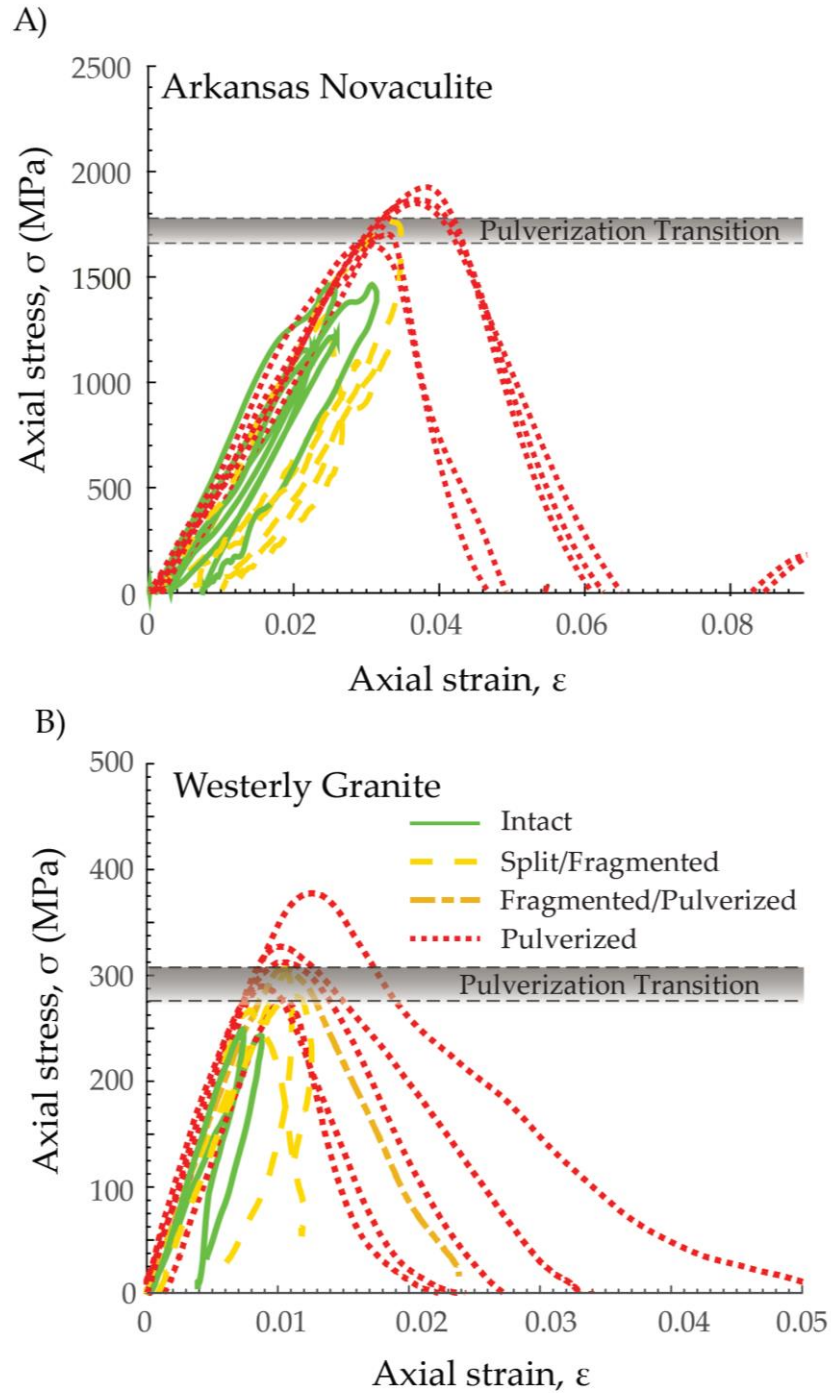 A)
Arkansas Novaculite
2500
2000
1500
1000
500
0
Axial stress, σ (MPa)
Pulverization Transition
0
0.02
0.04
0.06
0.08
Axial strain, ε
B)
Westerly Granite
500
400
300
200
100
0
Axial stress, σ (MPa)
Intact
Split/Fragmented
Fragmented/Pulverized
Pulverized
Pulverization Transition
0
0.01
0.02
0.03
0.04
0.05
Axial strain, ε